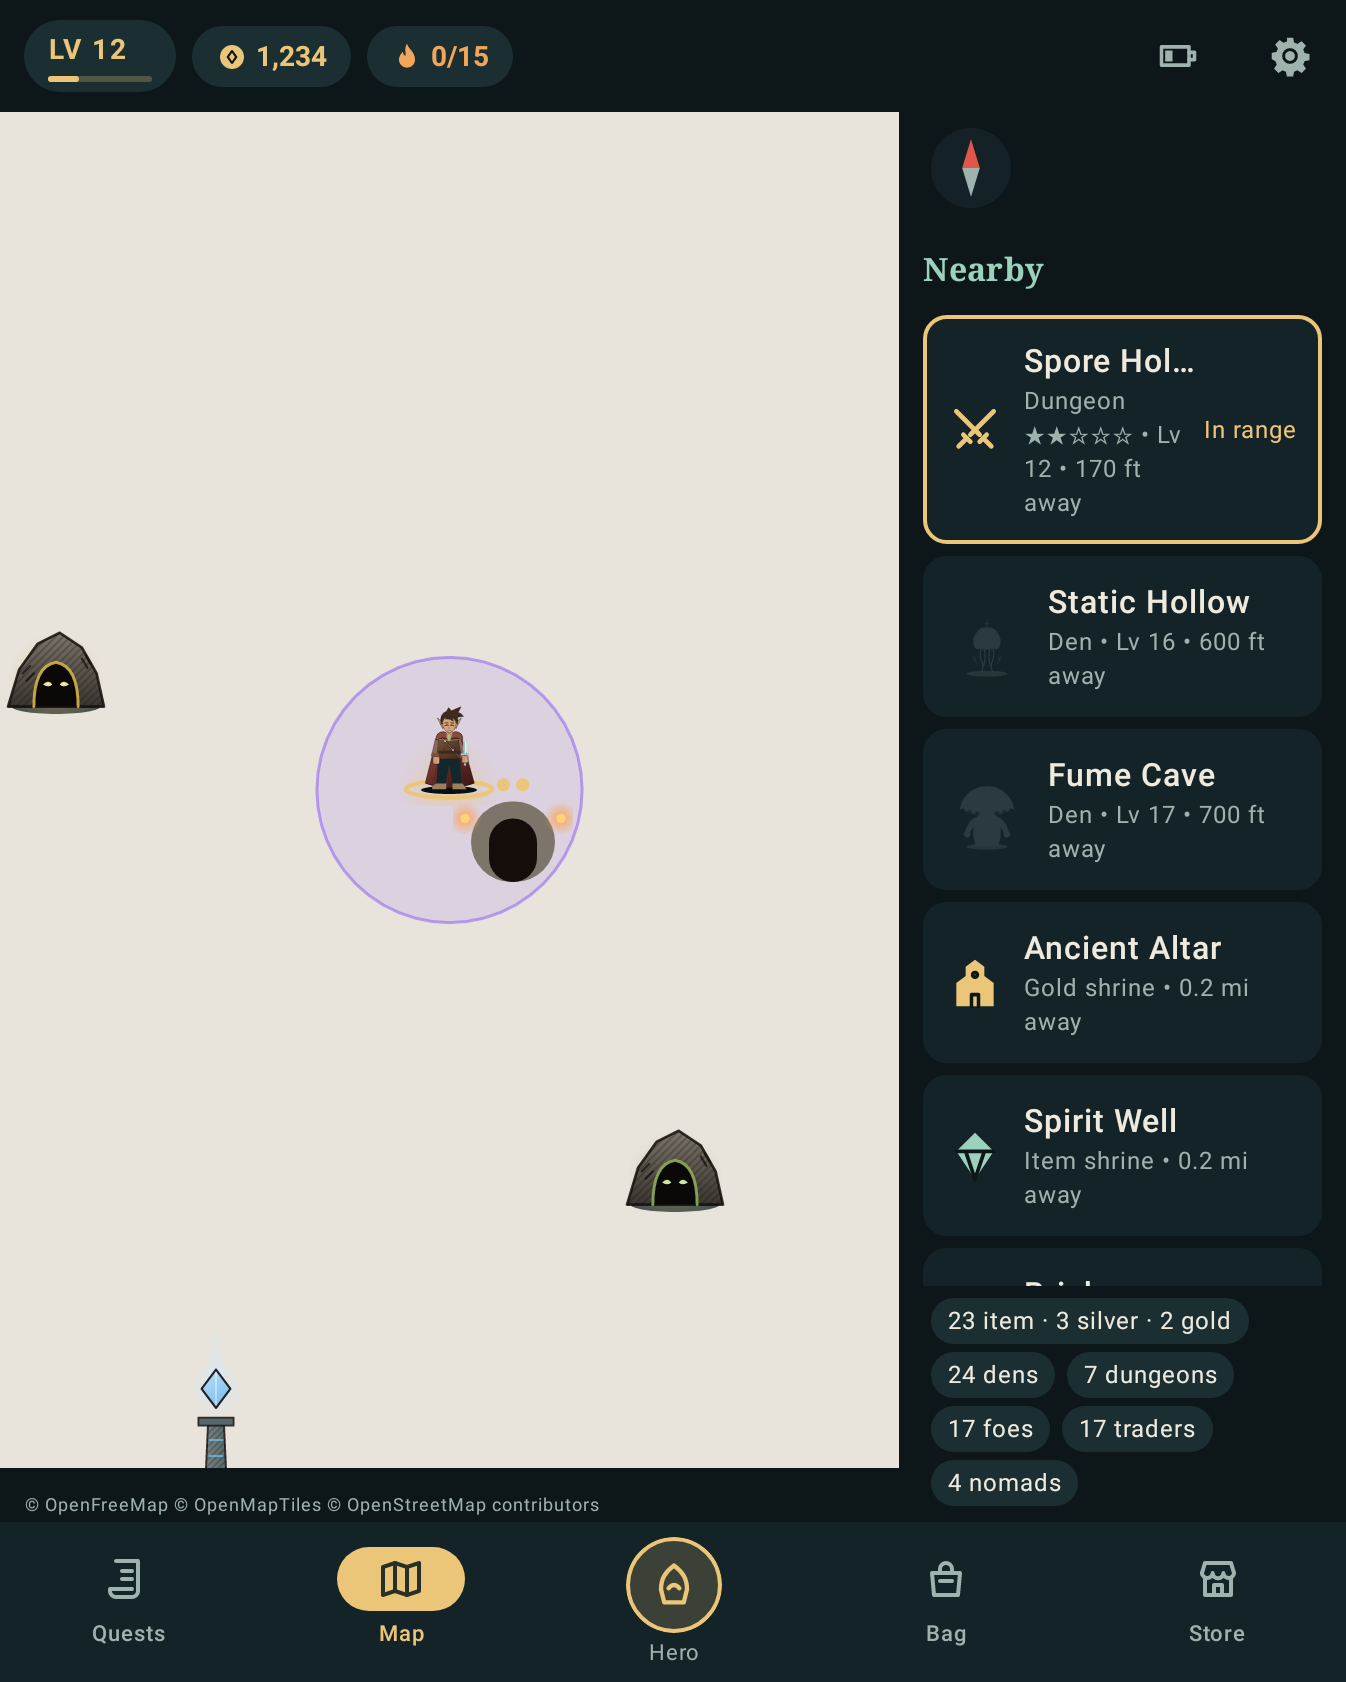 LV 12
1,234
0/15
Nearby
Spore Hol…
Dungeon
★★☆☆☆ • Lv
12 • 170 ft
away
In range
Static Hollow
Den • Lv 16 • 600 ft
away
Fume Cave
Den • Lv 17 • 700 ft
away
Ancient Altar
Gold shrine • 0.2 mi
away
Spirit Well
Item shrine • 0.2 mi
away
23 item · 3 silver · 2 gold
24 dens
7 dungeons
17 foes
17 traders
4 nomads
© OpenFreeMap © OpenMapTiles © OpenStreetMap contributors
Quests
Map
Hero
Bag
Store